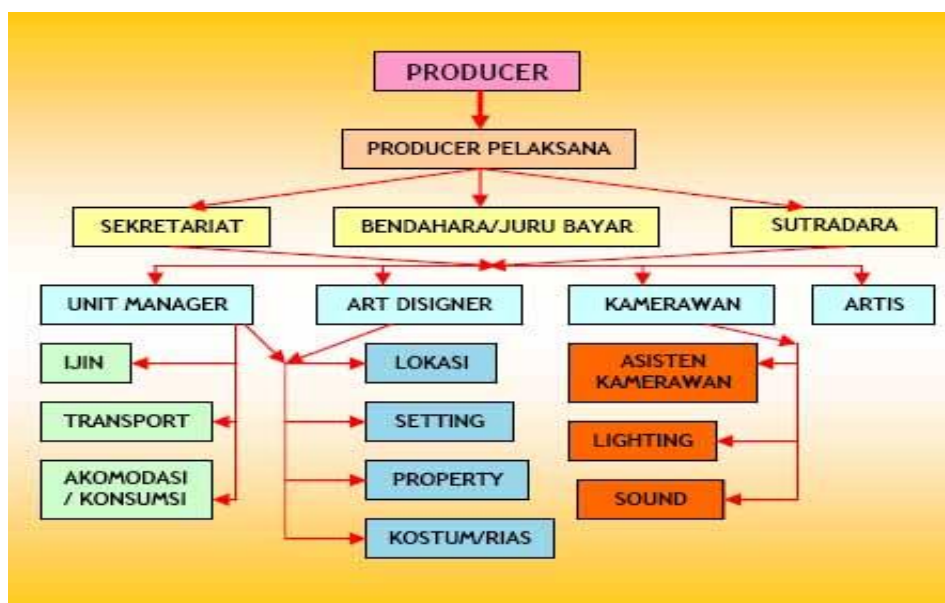 PRODUCER
PRODUCER PELAKSANA
SEKRETARIAT
BENDAHARA/JURU BAYAR
SUTRADARA
UNIT MANAGER
ART DISIGNER
KAMERAWAN
ARTIS
IJIN
LOKASI
ASISTEN
KAMERAWAN
TRANSPORT
SETTING
LIGHTING
AKOMODASI
/ KONSUMSI
PROPERTY
SOUND
KOSTUM/RIAS